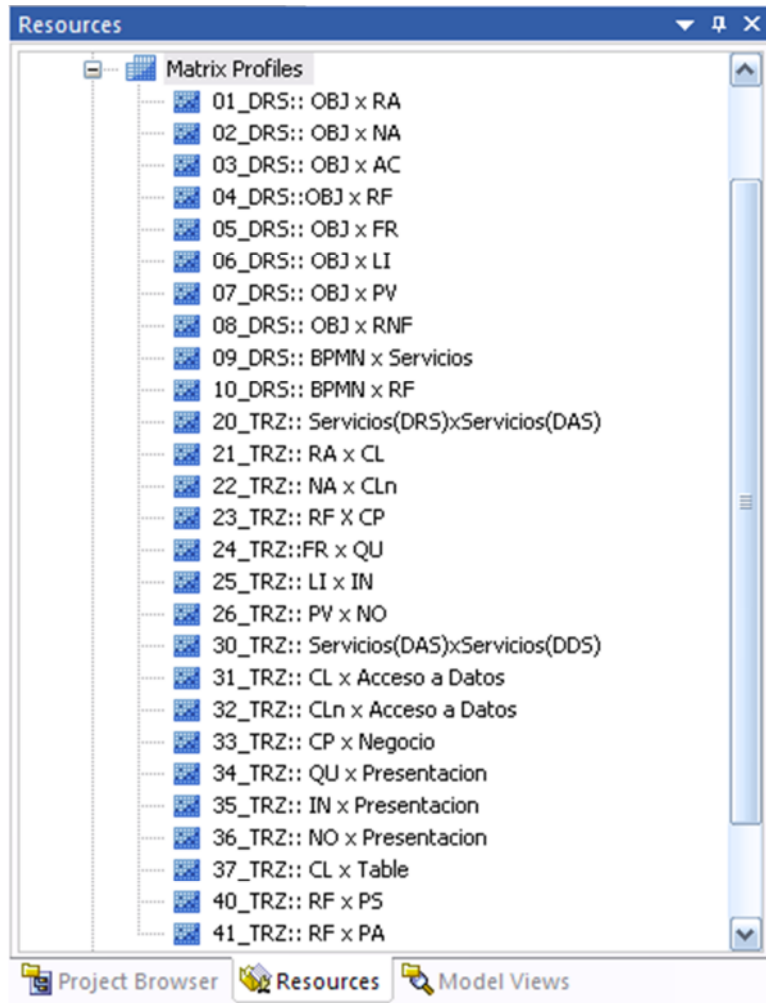 Resources
Matrix Profiles
01_DRS:: OBJ x RA
02_DRS:: OBJ x NA
03_DRS:: OBJ x AC
04_DRS::OBJ x RF
05_DRS:: OBJ x FR
06_DRS:: OBJ x LI
07_DRS:: OBJ x PV
08_DRS:: OBJ x RNF
09_DRS:: BPMN x Servicios
10_DRS:: BPMN x RF
20_TRZ:: Servicios(DRS)xServicios(DAS)
21_TRZ:: RA x CL
22_TRZ:: NA x CLn
23_TRZ:: RF X CP
24_TRZ::FR x QU
25_TRZ:: LI x IN
26_TRZ:: PV x NO
30_TRZ:: Servicios(DAS)xServicios(DDS)
31_TRZ:: CL x Acceso a Datos
32_TRZ:: CLn x Acceso a Datos
33_TRZ:: CP x Negocio
34_TRZ:: QU x Presentacion
35_TRZ:: IN x Presentacion
36_TRZ:: NO x Presentacion
37_TRZ:: CL x Table
40_TRZ:: RF x PS
41_TRZ:: RF x PA
Project Browser Resources Model Views